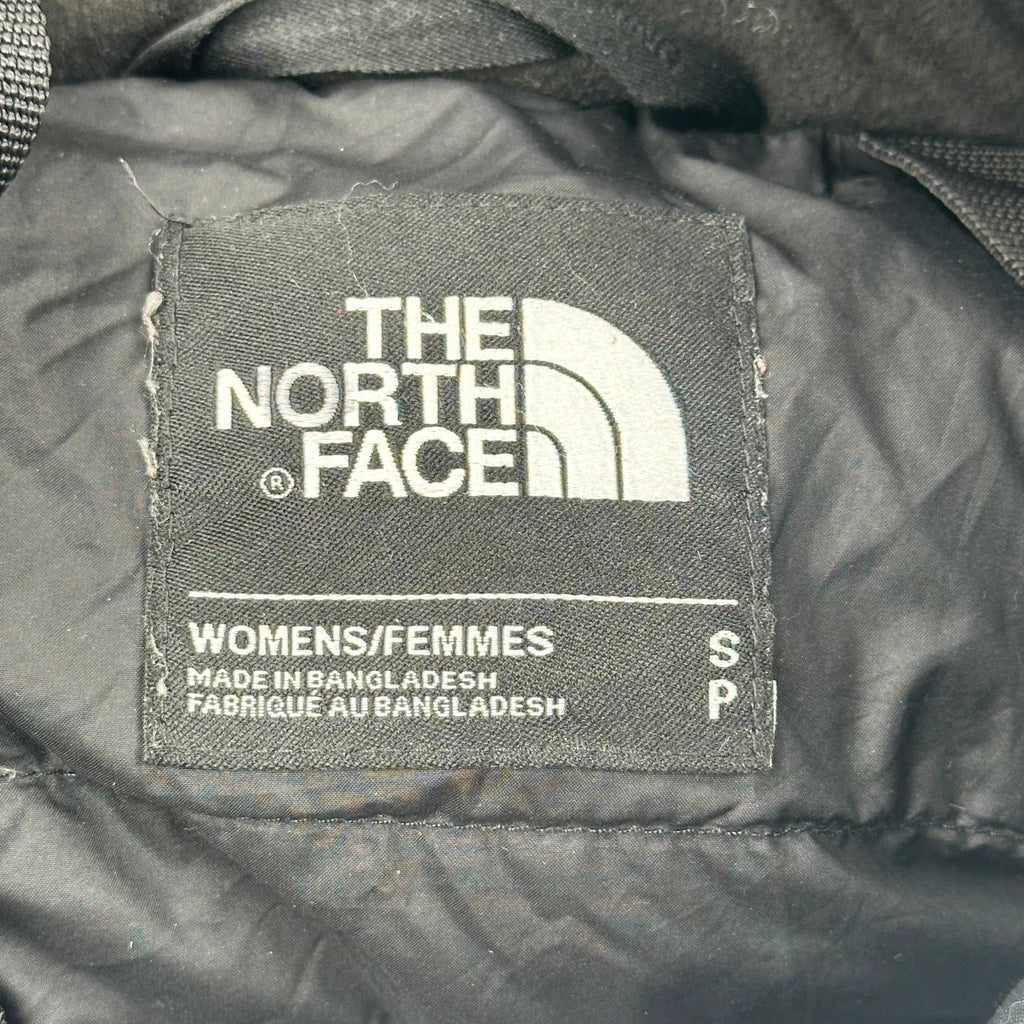 THE
NORTH
®FACE
WOMENS/FEMMES S
MADE IN BANGLADESH
FABRIQUÉ AU BANGLADESH P